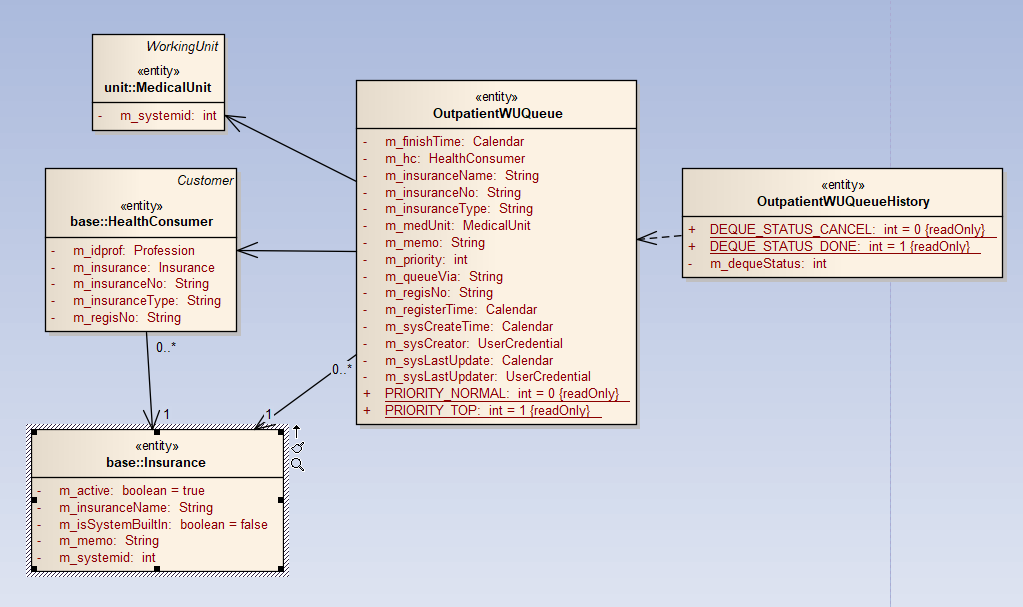 WorkingUnit
«entity»
unit::MedicalUnit
- m_systemid: int
Customer
«entity»
base::HealthConsumer
- m_idprof: Profession
- m_insurance: Insurance
- m_insuranceNo: String
- m_insuranceType: String
- m_regisNo: String
«entity»
OutpatientWUQueue
- m_finishTime: Calendar
- m_hc: HealthConsumer
- m_insuranceName: String
- m_insuranceNo: String
- m_insuranceType: String
- m_medUnit: MedicalUnit
- m_memo: String
- m_priority: int
- m_queueVia: String
- m_regisNo: String
- m_registerTime: Calendar
- m_sysCreateTime: Calendar
- m_sysCreator: UserCredential
- m_sysLastUpdate: Calendar
- m_sysLastUpdater: UserCredential
+ PRIORITY_NORMAL: int = 0 {readOnly}
+ PRIORITY_TOP: int = 1 {readOnly}
«entity»
OutpatientWUQueueHistory
+ DEQUE_STATUS_CANCEL: int = 0 {readOnly}
+ DEQUE_STATUS_DONE: int = 1 {readOnly}
- m_dequeStatus: int
0..*
0..*
1
1
«entity»
base::Insurance
- m_active: boolean = true
- m_insuranceName: String
- m_isSystemBuiltIn: boolean = false
- m_memo: String
- m_systemid: int